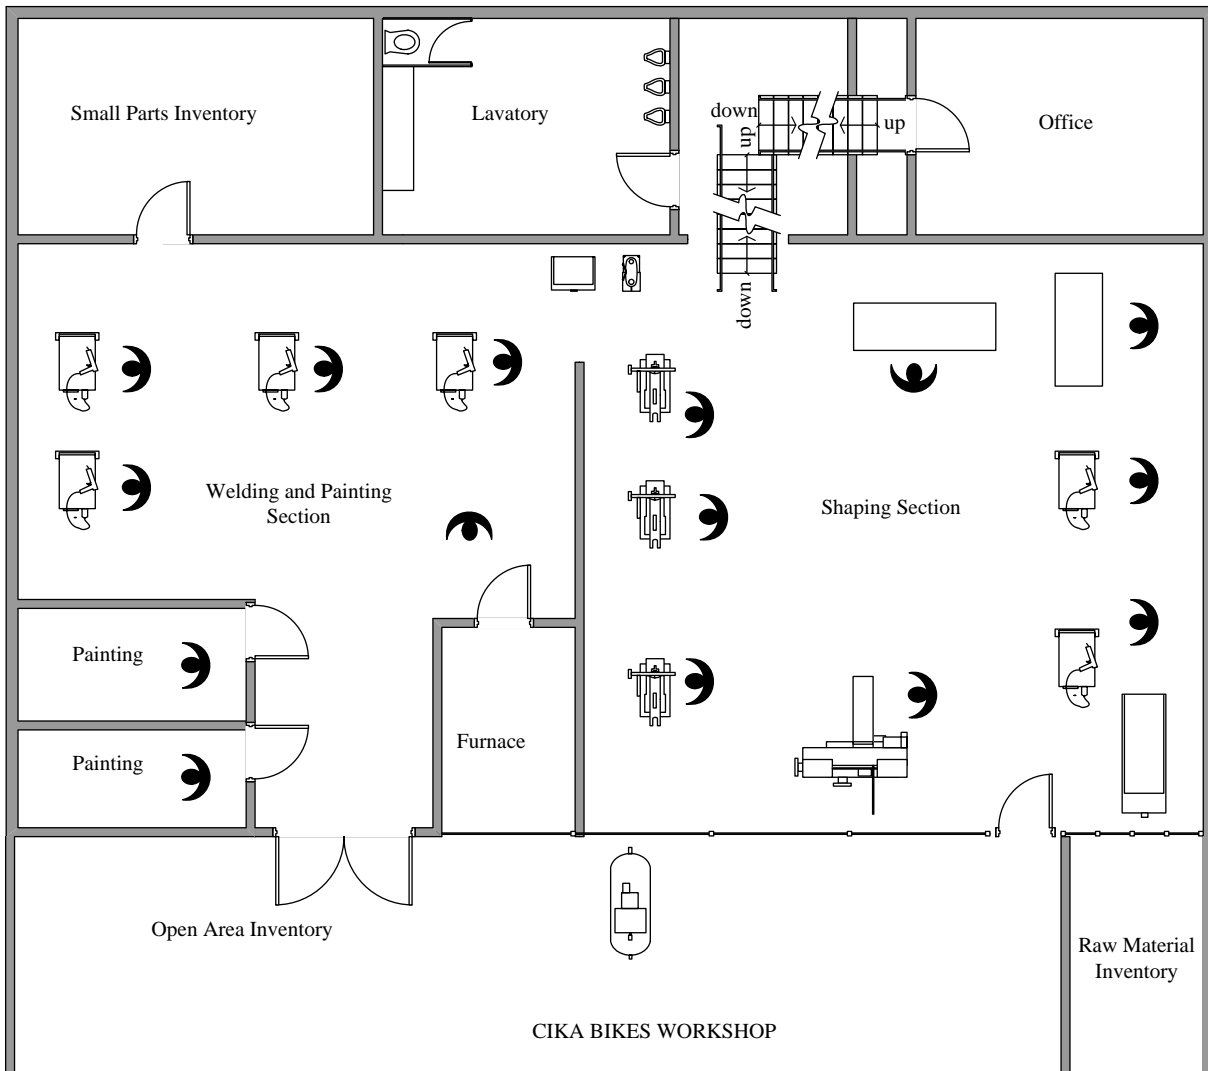 Small Parts Inventory
Lavatory
down
up
up
Office
down
Welding and Painting
Section
Shaping Section
Painting
Painting
Furnace
Open Area Inventory
Raw Material
Inventory
CIKA BIKES WORKSHOP